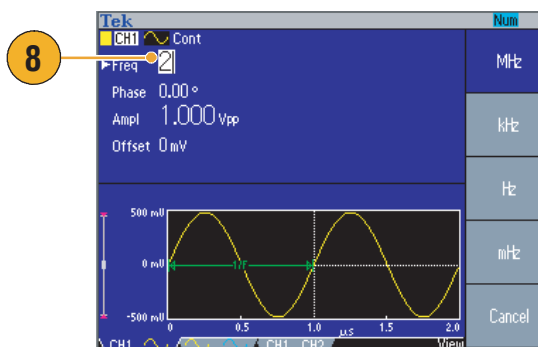 Tek
Num
CH1 Cont
8
Freq 2
MHz
Phase 0.00 °
Ampl 1.000 Vpp
kHz
Offset 0 mV
Hz
500 mV
0 mV
1/F
mHz
-500 mV
0 0.5 1.0 µs 1.5 2.0
Cancel
CH1 CH1 CH2 View